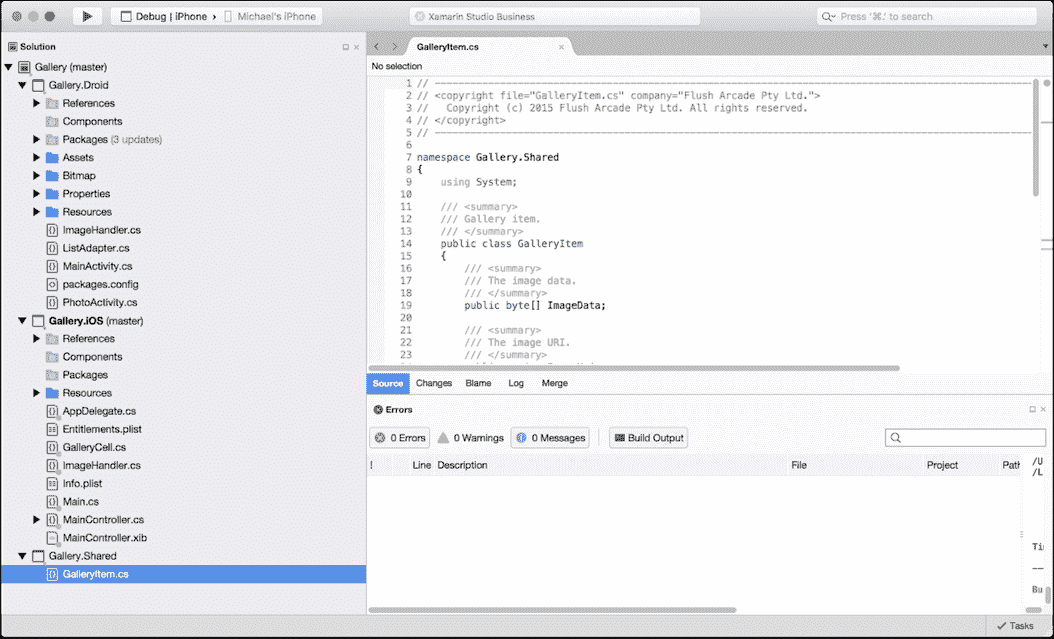 Debug | iPhone › Michael's iPhone
Xamarin Studio Business
Press '⌘.' to search
Solution
Gallery (master)
Gallery.Droid
References
Components
Packages (3 updates)
Assets
Bitmap
Properties
Resources
ImageHandler.cs
ListAdapter.cs
MainActivity.cs
packages.config
PhotoActivity.cs
Gallery.iOS (master)
References
Components
Packages
Resources
AppDelegate.cs
Entitlements.plist
GalleryCell.cs
ImageHandler.cs
Info.plist
Main.cs
MainController.cs
MainController.xib
Gallery.Shared
GalleryItem.cs
GalleryItem.cs
No selection
1 // --------------------------------------------------------------------------------------------------
2 // <copyright file="GalleryItem.cs" company="Flush Arcade Pty Ltd.">
3 //   Copyright (c) 2015 Flush Arcade Pty Ltd. All rights reserved.
4 // </copyright>
5 // --------------------------------------------------------------------------------------------------
6
7 namespace Gallery.Shared
8 {
9     using System;
10
11     /// <summary>
12     /// Gallery item.
13     /// </summary>
14     public class GalleryItem
15     {
16         /// <summary>
17         /// The image data.
18         /// </summary>
19         public byte[] ImageData;
20
21         /// <summary>
22         /// The image URI.
23         /// </summary>
Source Changes Blame Log Merge
Errors
0 Errors 0 Warnings 0 Messages Build Output
! Line Description File Project Path
/U
/L
Ti
Bu
Tasks